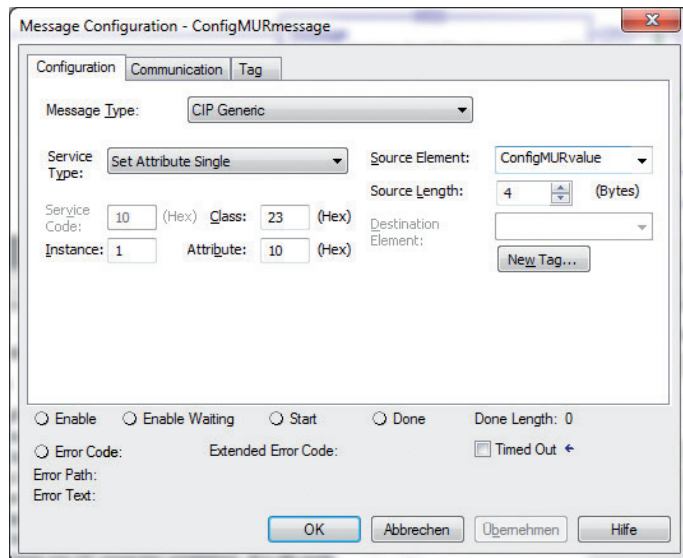 Message Configuration - ConfigMURmessage
Configuration Communication Tag
Message Type: CIP Generic
Service Type: Set Attribute Single
Source Element: ConfigMURvalue
Source Length: 4 (Bytes)
Service Code: 10 (Hex) Class: 23 (Hex)
Destination Element:
Instance: 1 Attribute: 10 (Hex)
New Tag...
Enable Enable Waiting Start Done Done Length: 0
Error Code: Extended Error Code: Timed Out
Error Path:
Error Text:
OK Abbrechen Übernehmen Hilfe